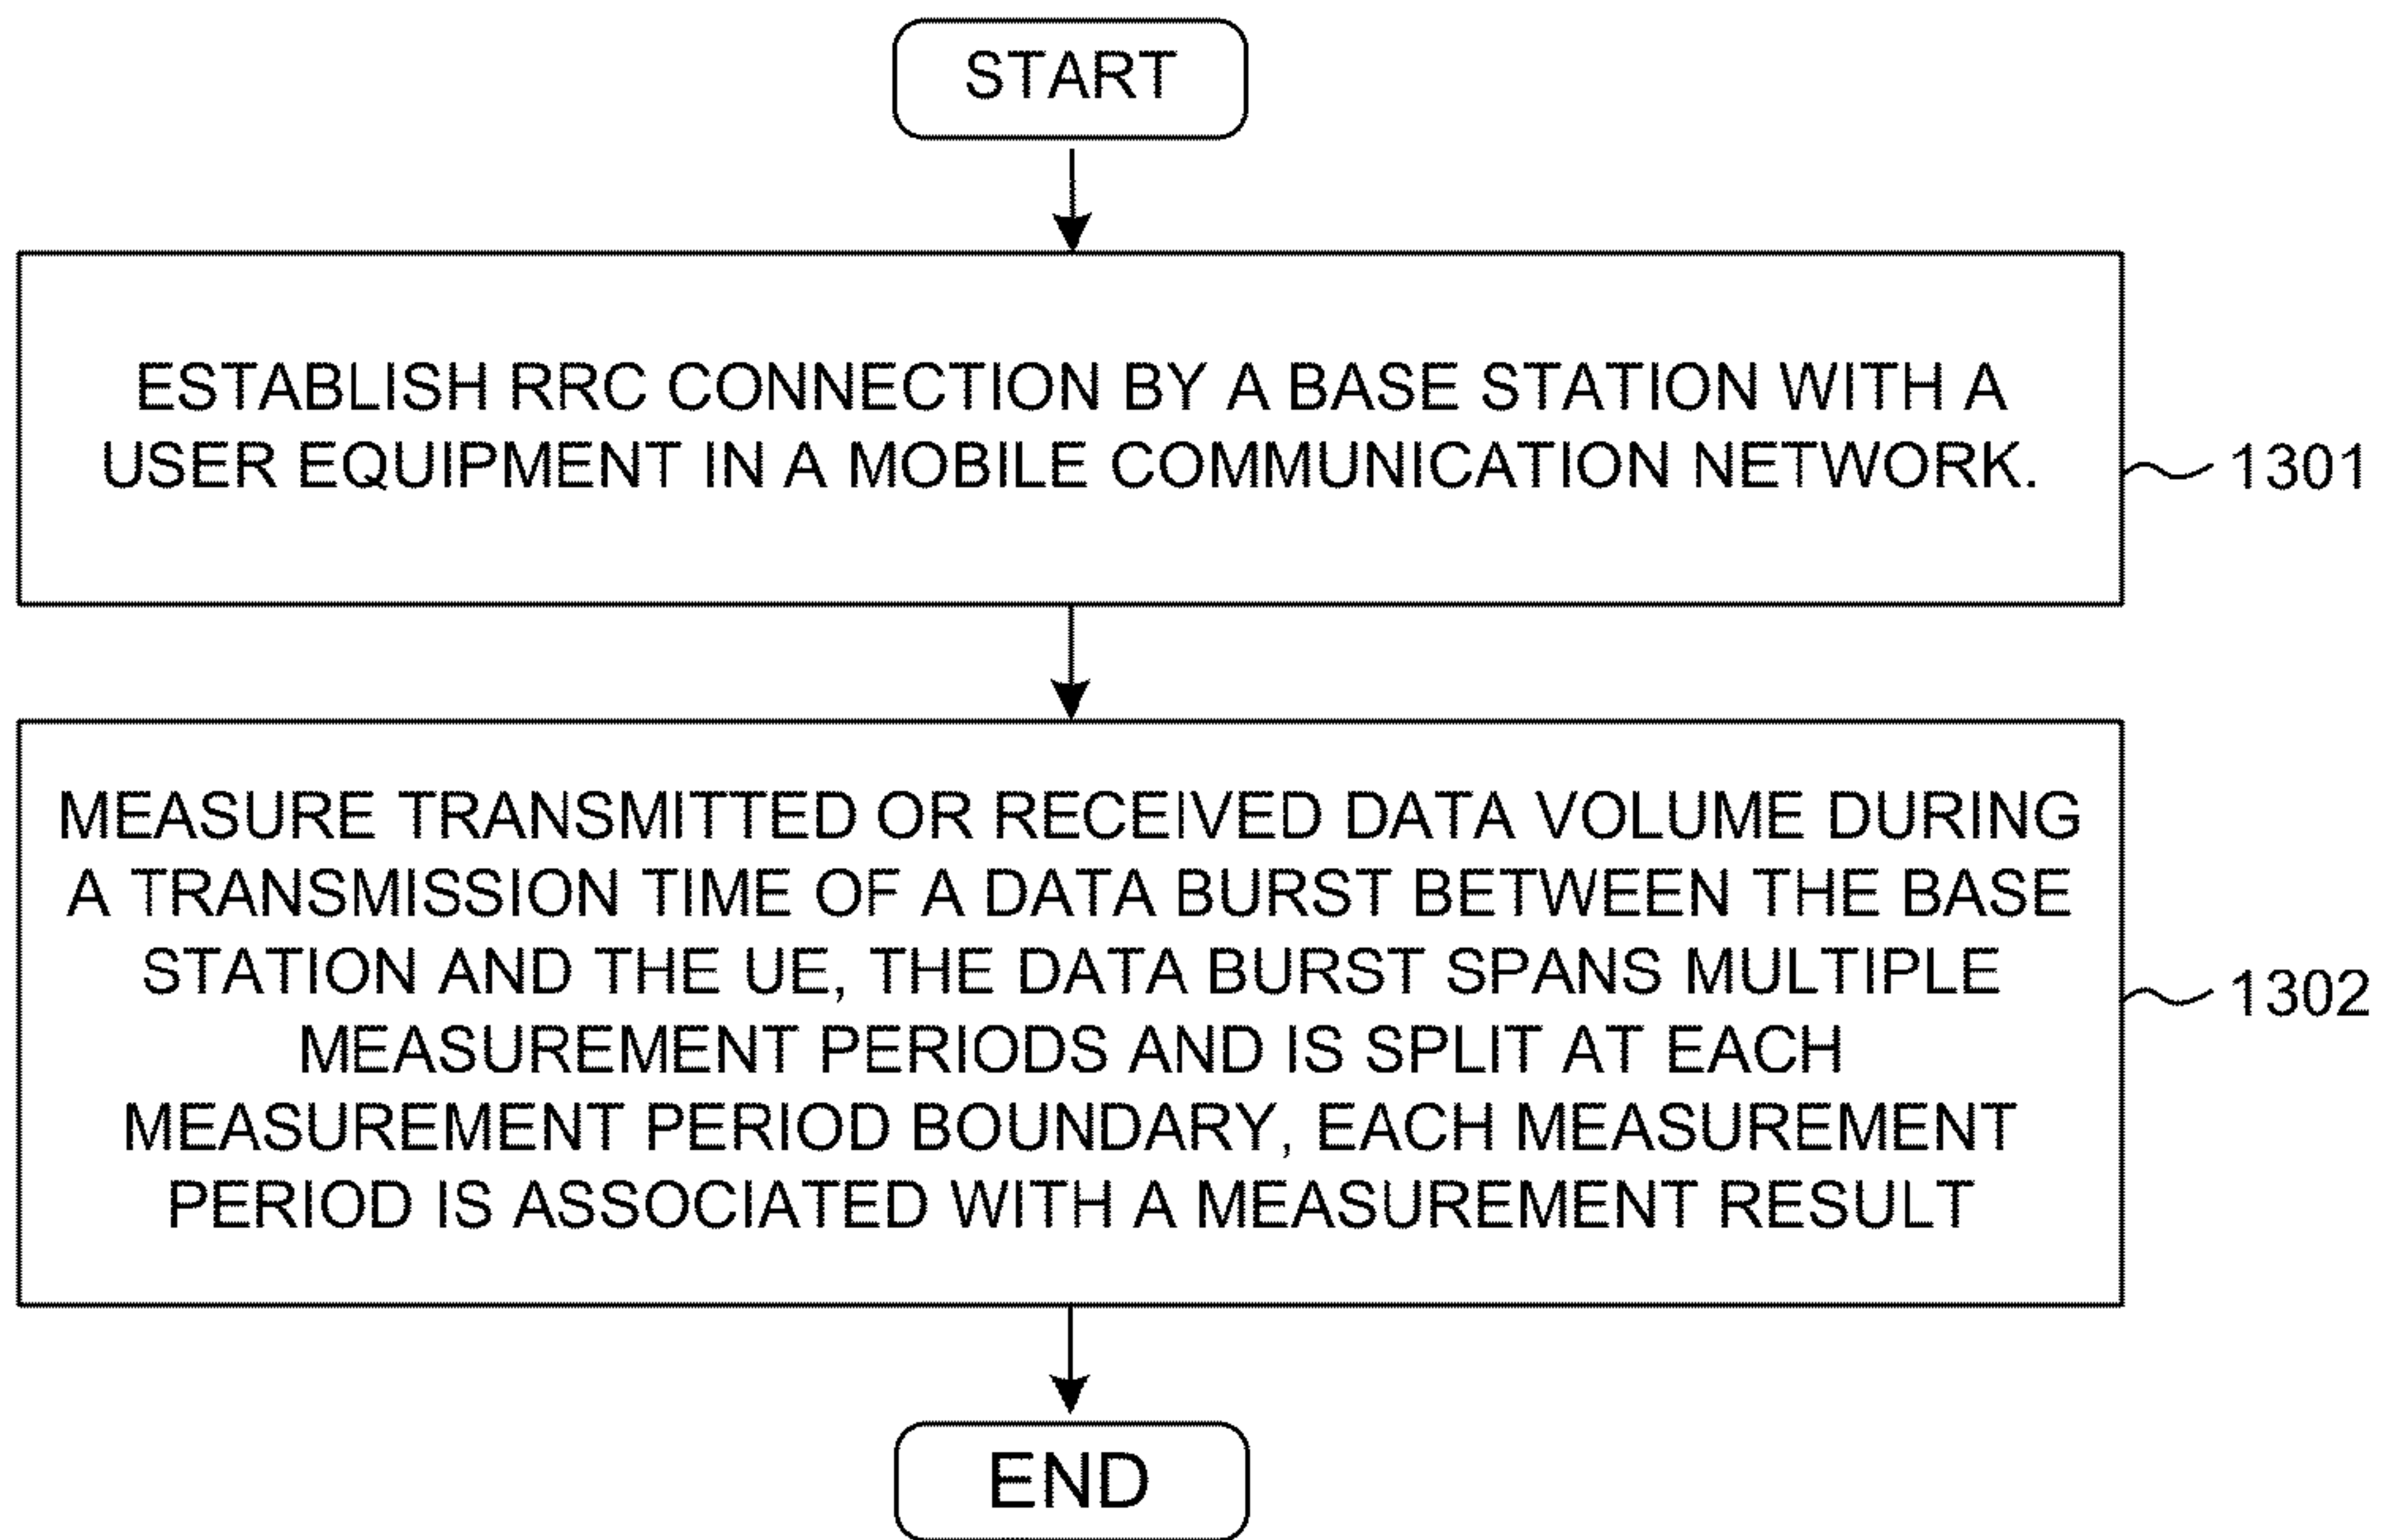 START
ESTABLISH RRC CONNECTION BY A BASE STATION WITH A
USER EQUIPMENT IN A MOBILE COMMUNICATION NETWORK.
1301
MEASURE TRANSMITTED OR RECEIVED DATA VOLUME DURING
A TRANSMISSION TIME OF A DATA BURST BETWEEN THE BASE
STATION AND THE UE, THE DATA BURST SPANS MULTIPLE
MEASUREMENT PERIODS AND IS SPLIT AT EACH
MEASUREMENT PERIOD BOUNDARY, EACH MEASUREMENT
PERIOD IS ASSOCIATED WITH A MEASUREMENT RESULT
1302
END